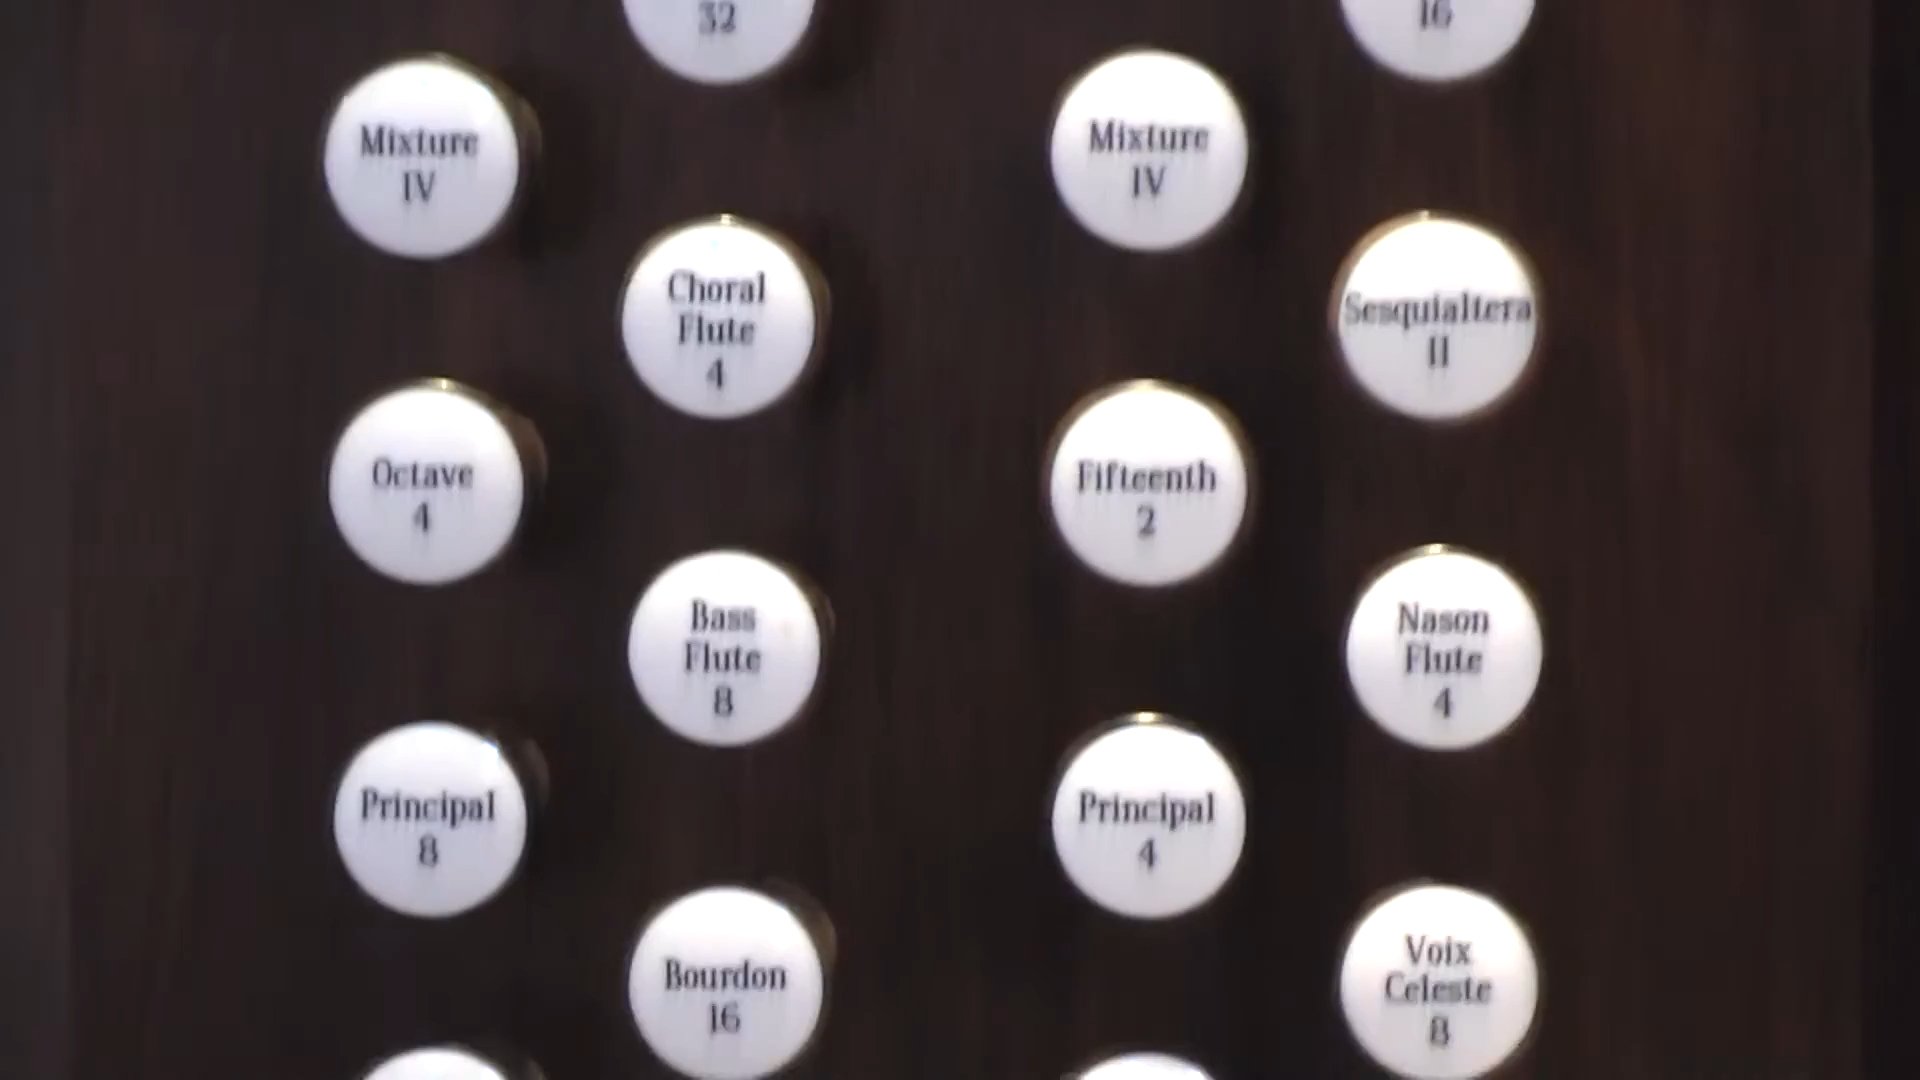 32
16
Mixture
IV
Mixture
IV
Choral
Flute
4
Sesquialtera
II
Octave
4
Fifteenth
2
Bass
Flute
8
Nason
Flute
4
Principal
8
Principal
4
Bourdon
16
Voix
Celeste
8